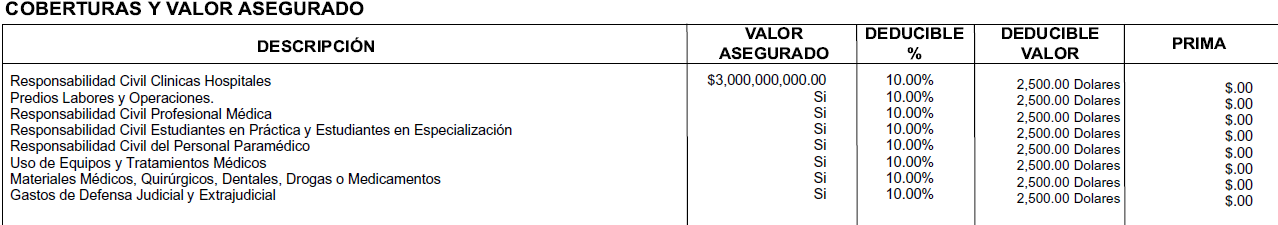 COBERTURAS Y VALOR ASEGURADO
DESCRIPCIÓN VALOR ASEGURADO DEDUCIBLE % DEDUCIBLE VALOR PRIMA
Responsabilidad Civil Clinicas Hospitales $3,000,000,000.00 10.00% 2,500.00 Dolares $.00
Predios Labores y Operaciones. Si 10.00% 2,500.00 Dolares $.00
Responsabilidad Civil Profesional Médica Si 10.00% 2,500.00 Dolares $.00
Responsabilidad Civil Estudiantes en Práctica y Estudiantes en Especialización Si 10.00% 2,500.00 Dolares $.00
Responsabilidad Civil del Personal Paramédico Si 10.00% 2,500.00 Dolares $.00
Uso de Equipos y Tratamientos Médicos Si 10.00% 2,500.00 Dolares $.00
Materiales Médicos, Quirúrgicos, Dentales, Drogas o Medicamentos Si 10.00% 2,500.00 Dolares $.00
Gastos de Defensa Judicial y Extrajudicial Si 10.00% 2,500.00 Dolares $.00